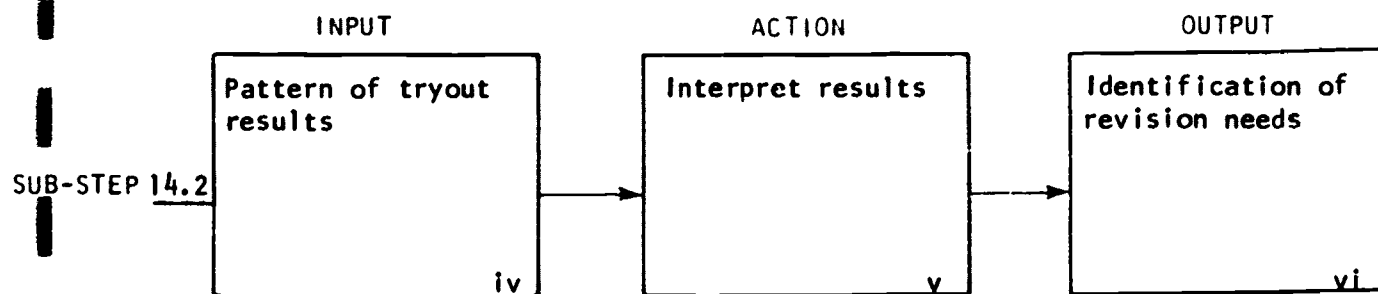 INPUT ACTION OUTPUT
Pattern of tryout
results
Interpret results
Identification of
revision needs
SUB-STEP 14.2
iv v vi